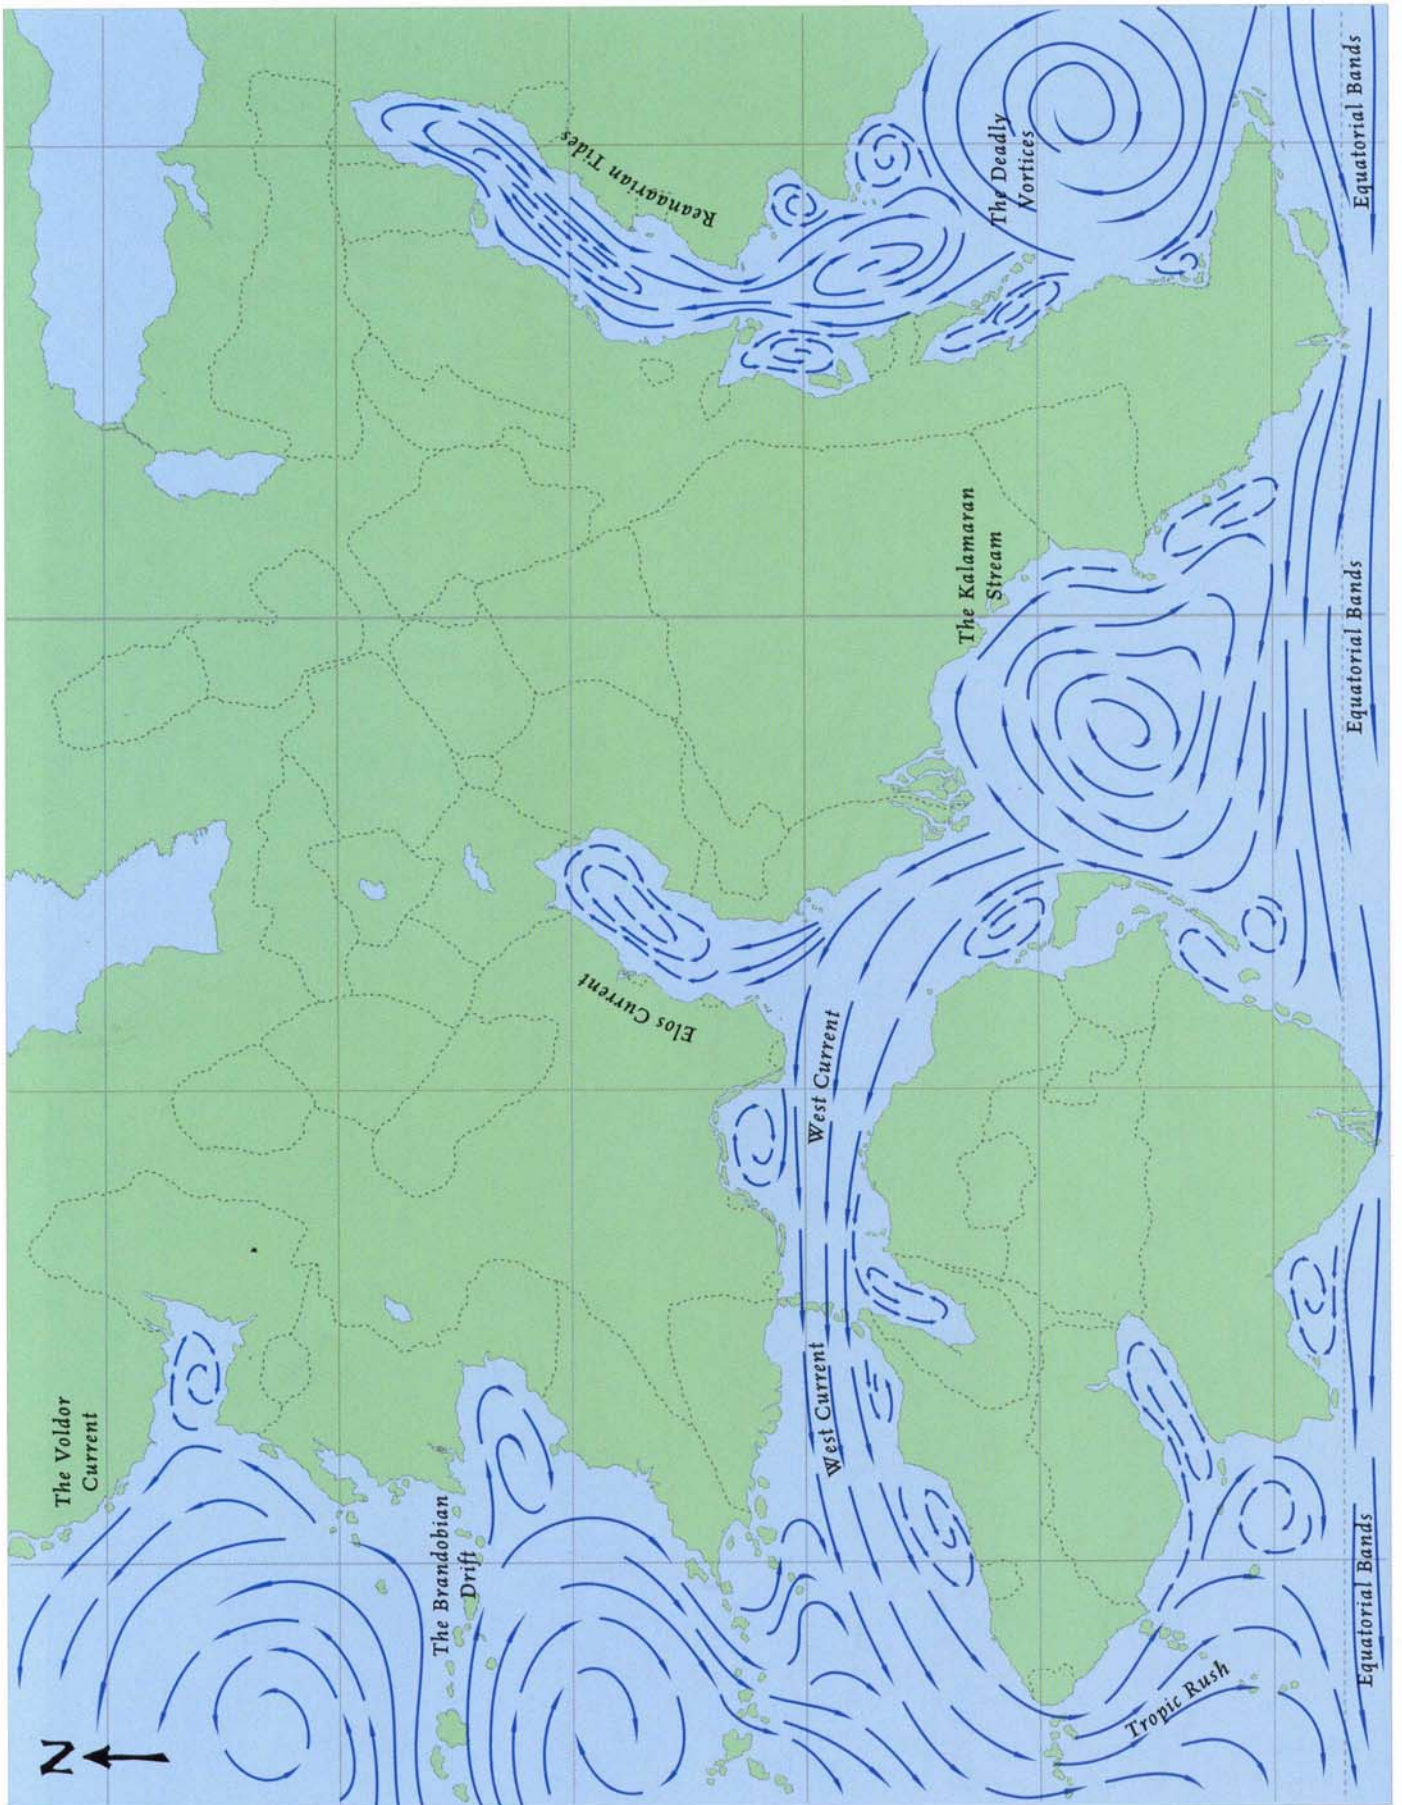 The Voldor
Current
The Brandobian
Drift
West Current
Tropic Rush
Equatorial Bands
West Current
Elos Current
The Kalamaran
Stream
Equatorial Bands
Reanaarian Tides
The Deadly
Vortices
Equatorial Bands
N